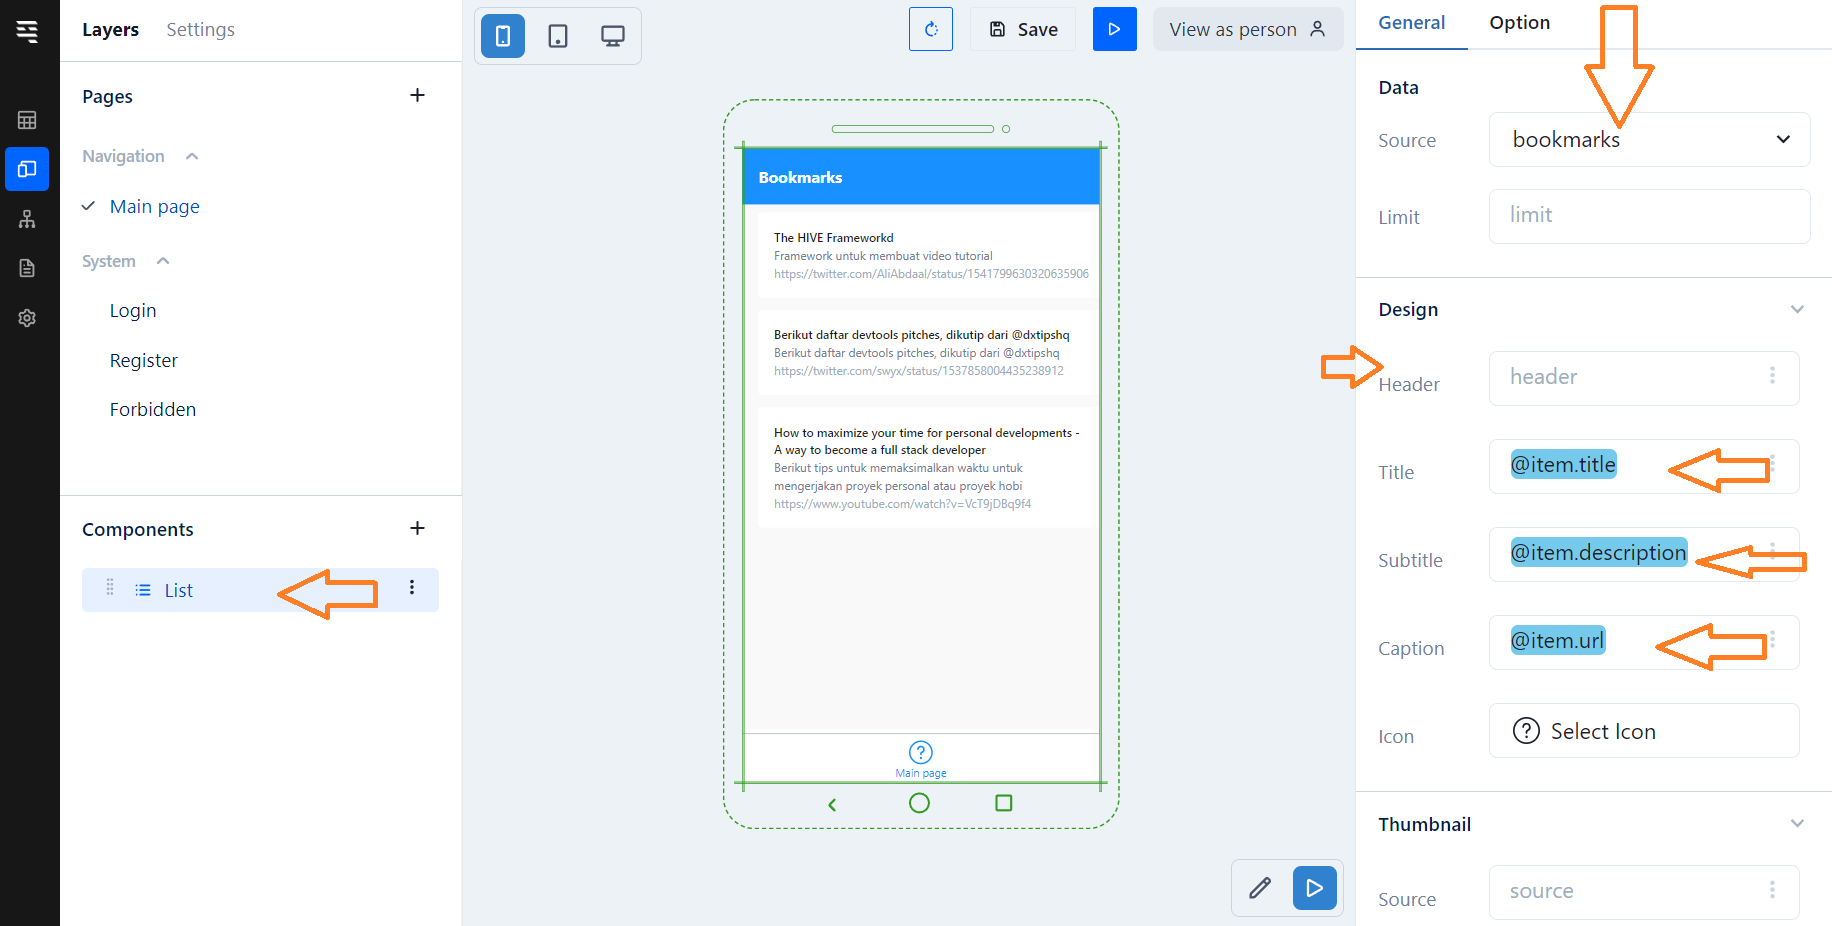 Layers Settings
Pages
Navigation
Main page
System
Login
Register
Forbidden
Components
List
Save
View as person
Bookmarks
The HIVE Frameworkd
Framework untuk membuat video tutorial
https://twitter.com/AliAbdaal/status/1541799630320635906
Berikut daftar devtools pitches, dikutip dari @dxtipshq
Berikut daftar devtools pitches, dikutip dari @dxtipshq
https://twitter.com/swyx/status/1537858004435238912
How to maximize your time for personal developments -
A way to become a full stack developer
Berikut tips untuk memaksimalkan waktu untuk
mengerjakan proyek personal atau proyek hobi
https://www.youtube.com/watch?v=VcT9jDBq9f4
Main page
General Option
Data
Source bookmarks
Limit limit
Design
Header header
Title @item.title
Subtitle @item.description
Caption @item.url
Icon Select Icon
Thumbnail
Source source